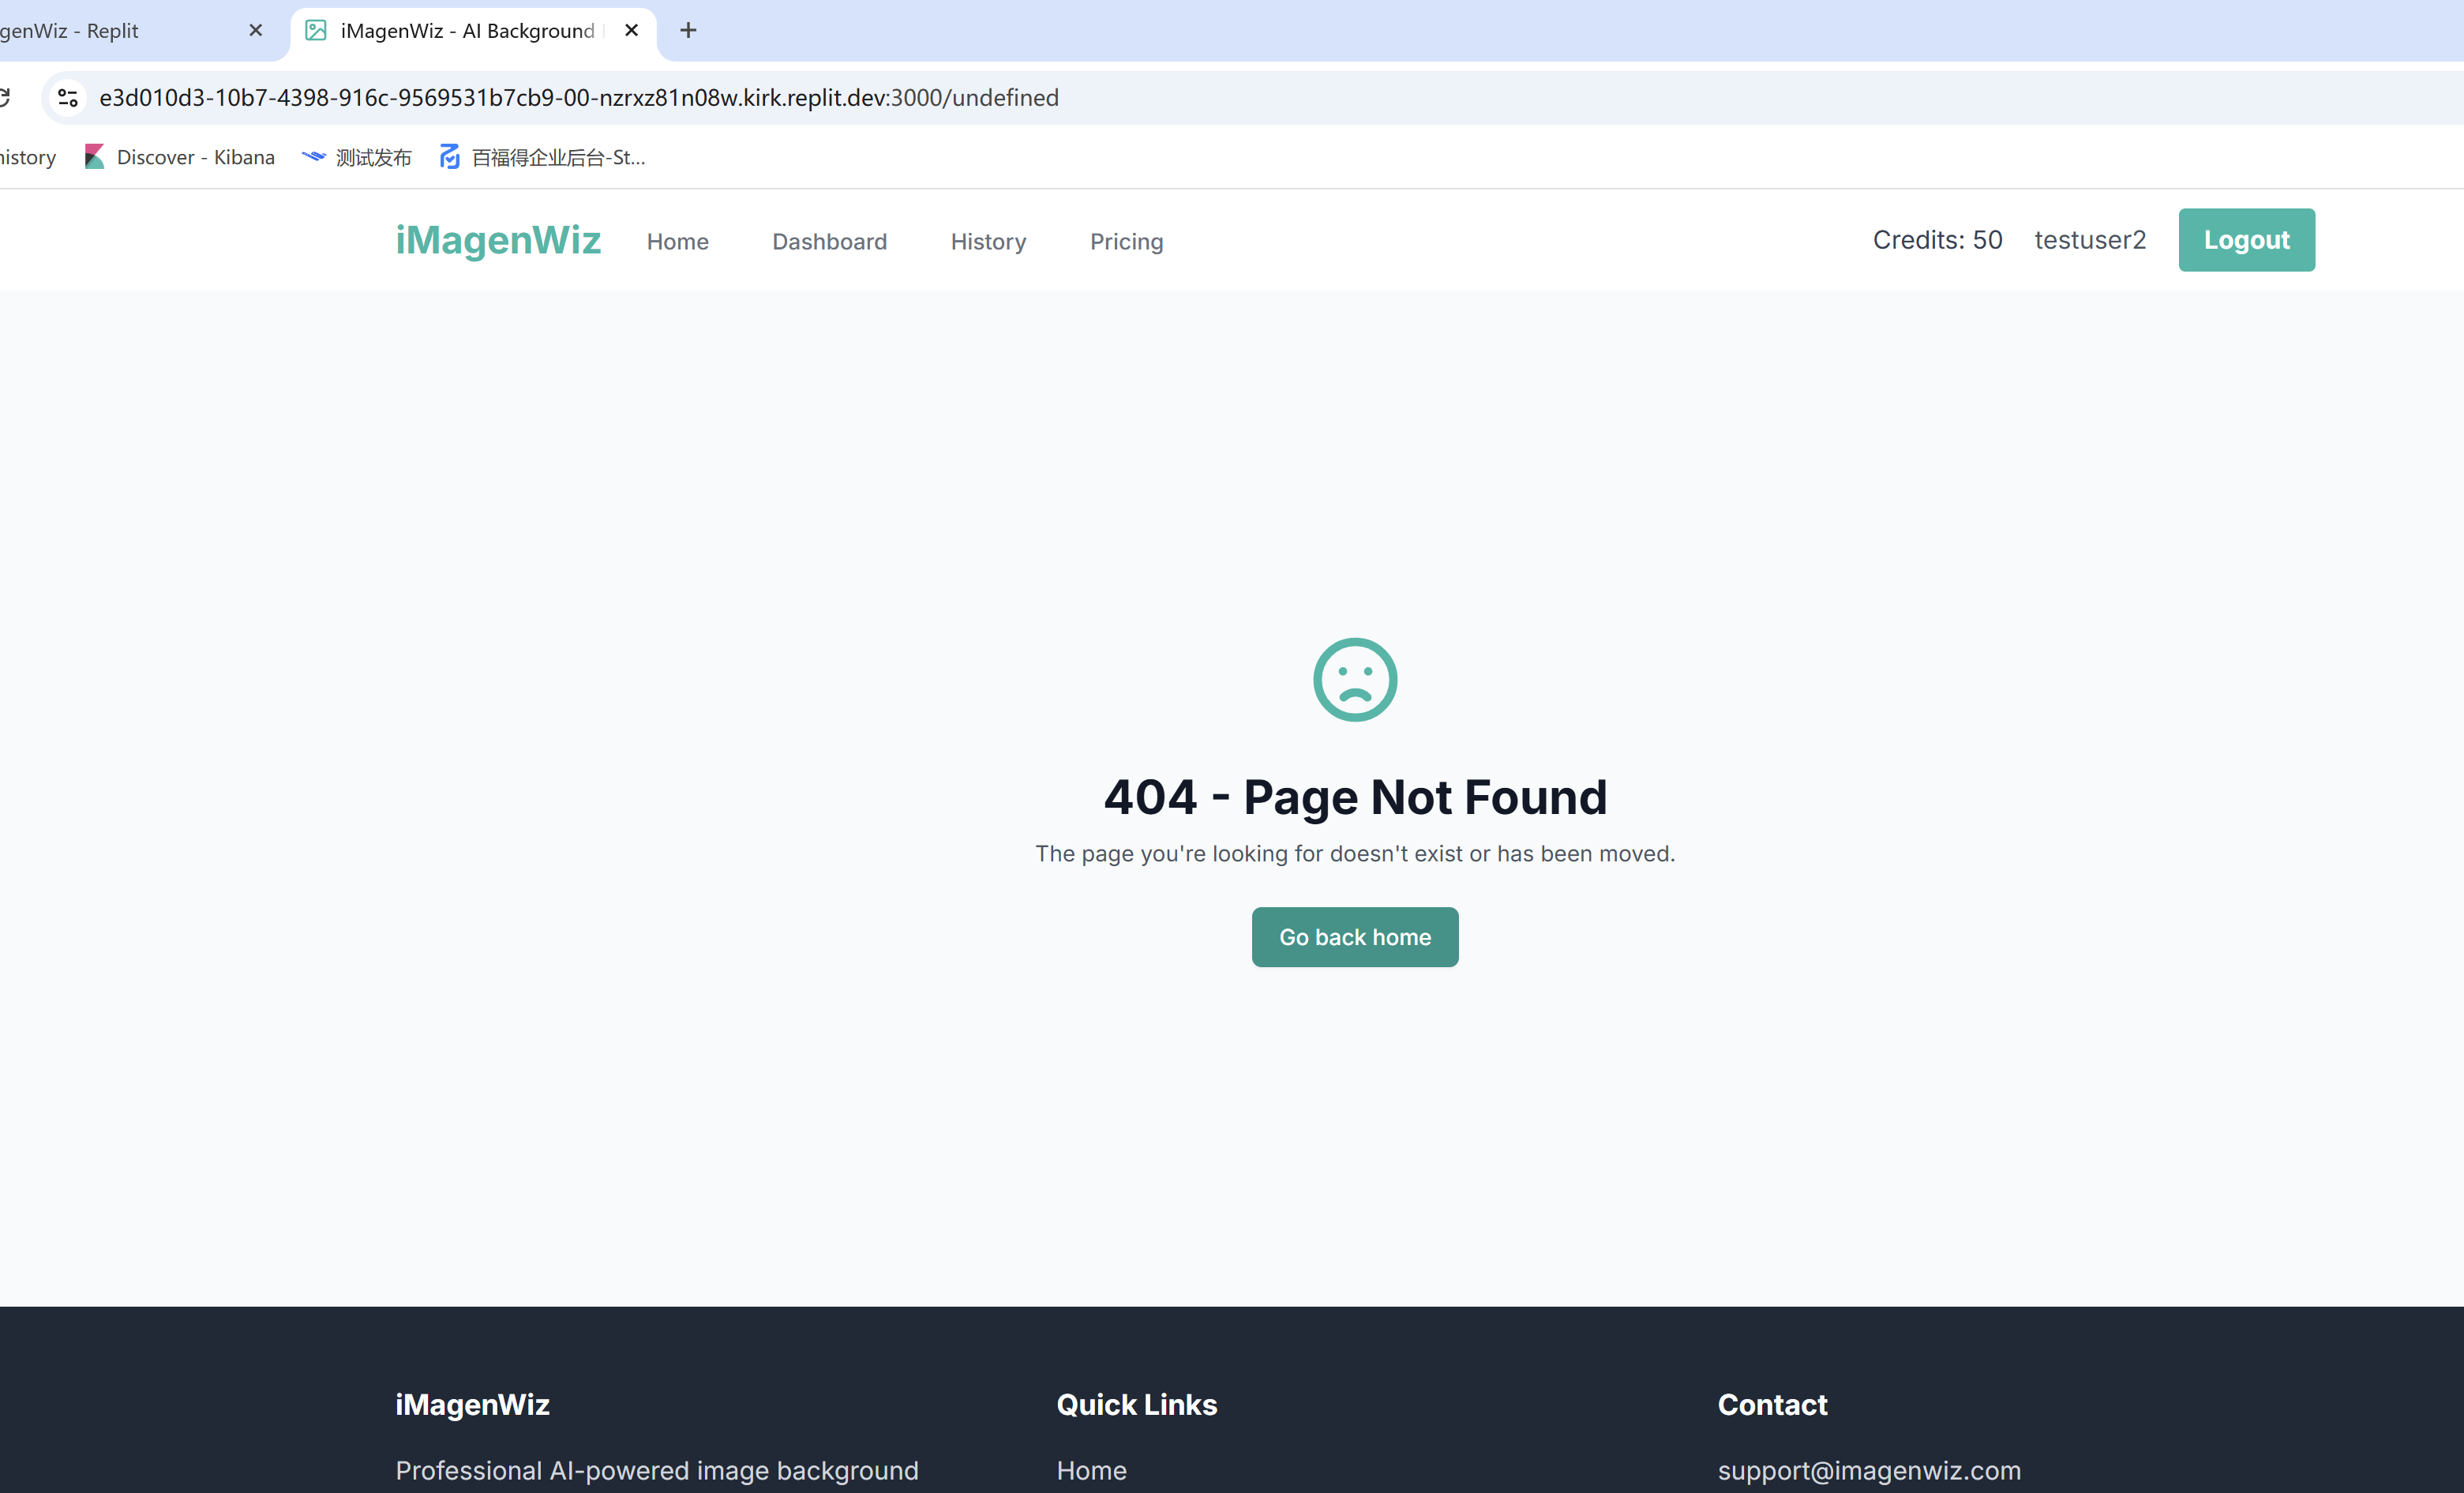 genWiz - Replit
iMagenWiz - AI Background
e3d010d3-10b7-4398-916c-9569531b7cb9-00-nzrxz81n08w.kirk.replit.dev:3000/undefined
history
Discover - Kibana
测试发布
百福得企业后台-St...
iMagenWiz
Home
Dashboard
History
Pricing
Credits: 50
testuser2
Logout
404 - Page Not Found
The page you're looking for doesn't exist or has been moved.
Go back home
iMagenWiz
Professional AI-powered image background
Quick Links
Home
Contact
support@imagenwiz.com